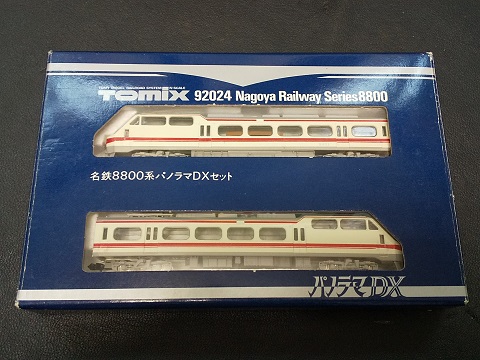 TOMIX 92024 Nagoya Railway Series8800
名鉄8800系パノラマDXセット
パノラマDX